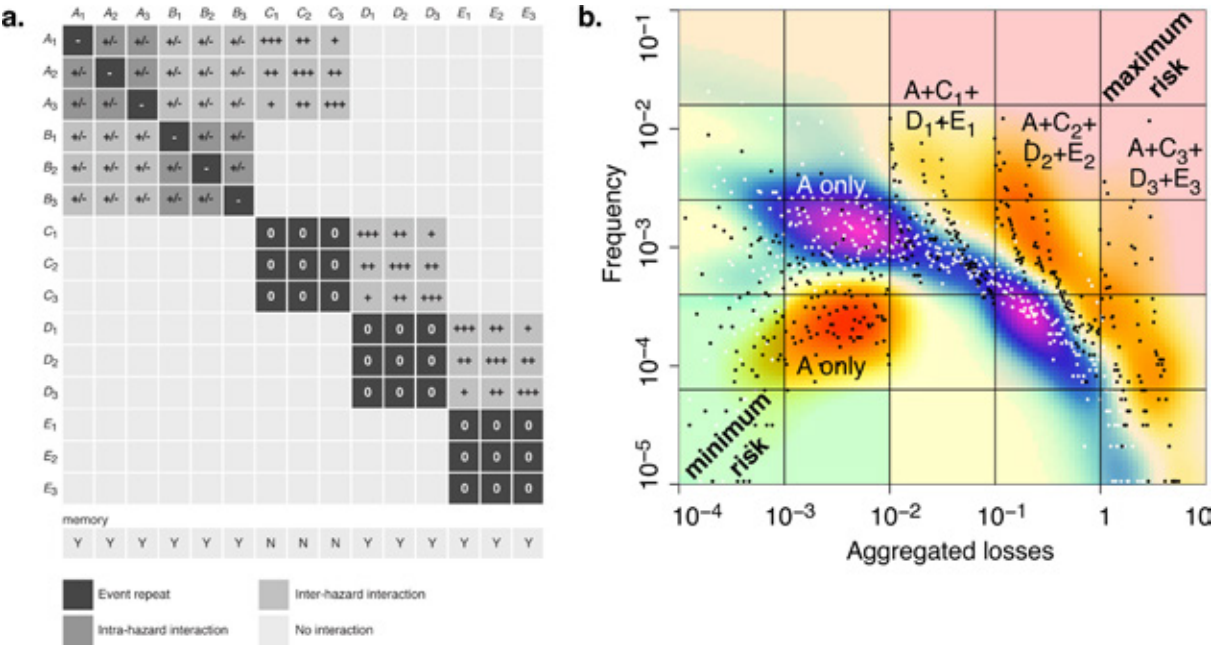 a.
A1 A2 A3 B1 B2 B3 C1 C2 C3 D1 D2 D3 E1 E2 E3
A1 - +/- +/- +/- +/- +/- +++ ++ +
A2 +/- - +/- +/- +/- +/- ++ +++ ++
A3 +/- +/- - +/- +/- +/- + ++ +++
B1 +/- +/- +/- - +/- +/-
B2 +/- +/- +/- +/- - +/-
B3 +/- +/- +/- +/- +/- -
C1 0 0 0 +++ ++ +
C2 0 0 0 ++ +++ ++
C3 0 0 0 + ++ +++
D1 0 0 0 +++ ++ +
D2 0 0 0 ++ +++ ++
D3 0 0 0 + ++ +++
E1 0 0 0
E2 0 0 0
E3 0 0 0
memory
Y Y Y Y Y Y N N N Y Y Y Y Y Y
Event repeat
Inter-hazard interaction
Intra-hazard interaction
No interaction
b.
Frequency
10−1
10−2
10−3
10−4
10−5
maximum
risk
A+C1+
D1+E1
A+C2+
D2+E2
A+C3+
D3+E3
A only
A only
minimum
risk
10−4 10−3 10−2 10−1 1 10
Aggregated losses